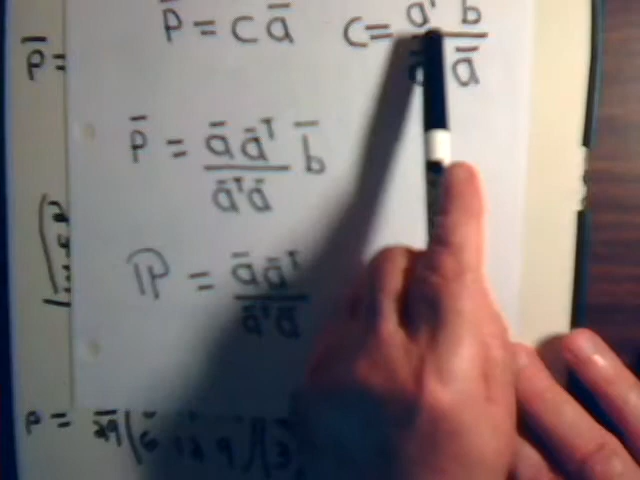 p̄ = c ā   c = āᵀ b / āᵀ ā
p̄ =
p̄ = ā āᵀ / āᵀ ā b̄
ℙ = ā āᵀ / āᵀ ā
P =